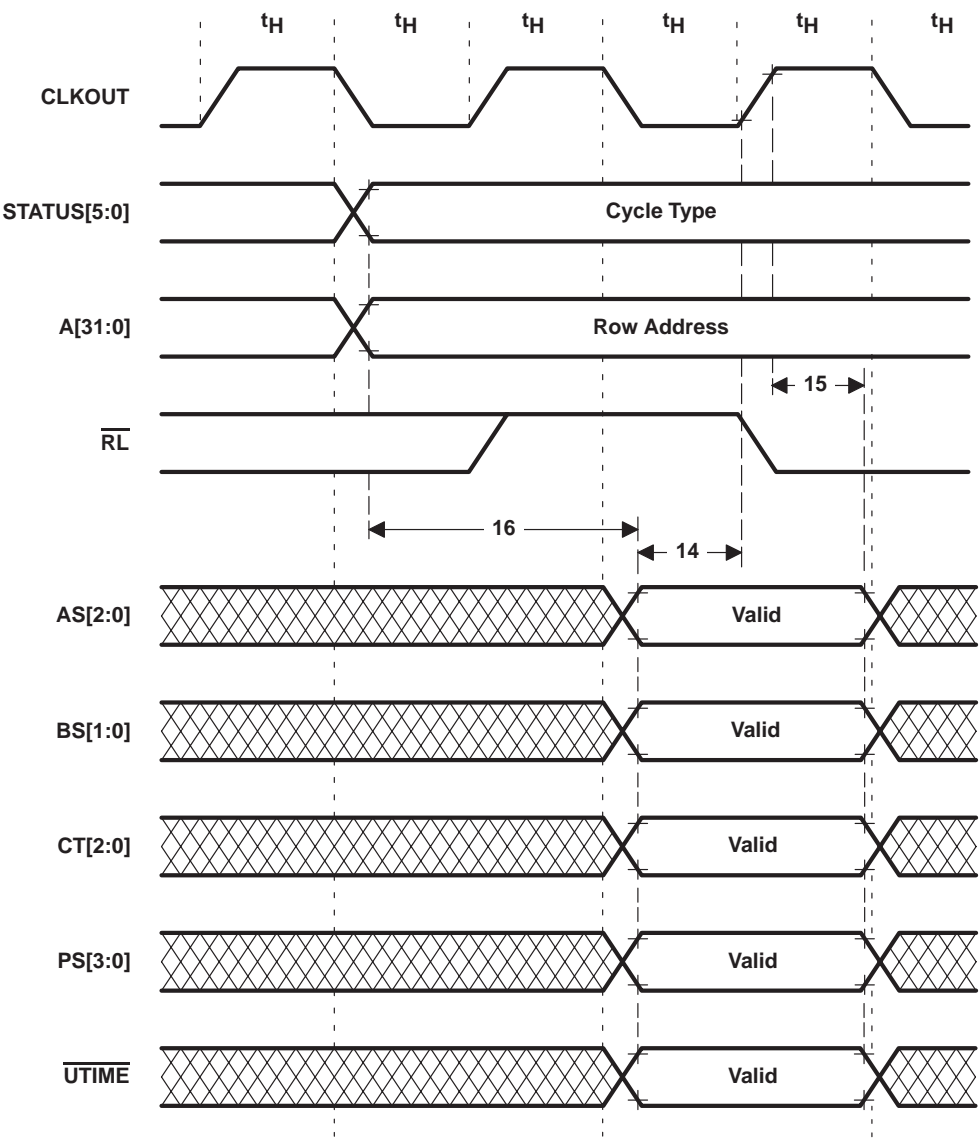 tH tH tH tH tH tH
CLKOUT
STATUS[5:0] Cycle Type
A[31:0] Row Address
15
RL
16
14
AS[2:0] Valid
BS[1:0] Valid
CT[2:0] Valid
PS[3:0] Valid
UTIME Valid